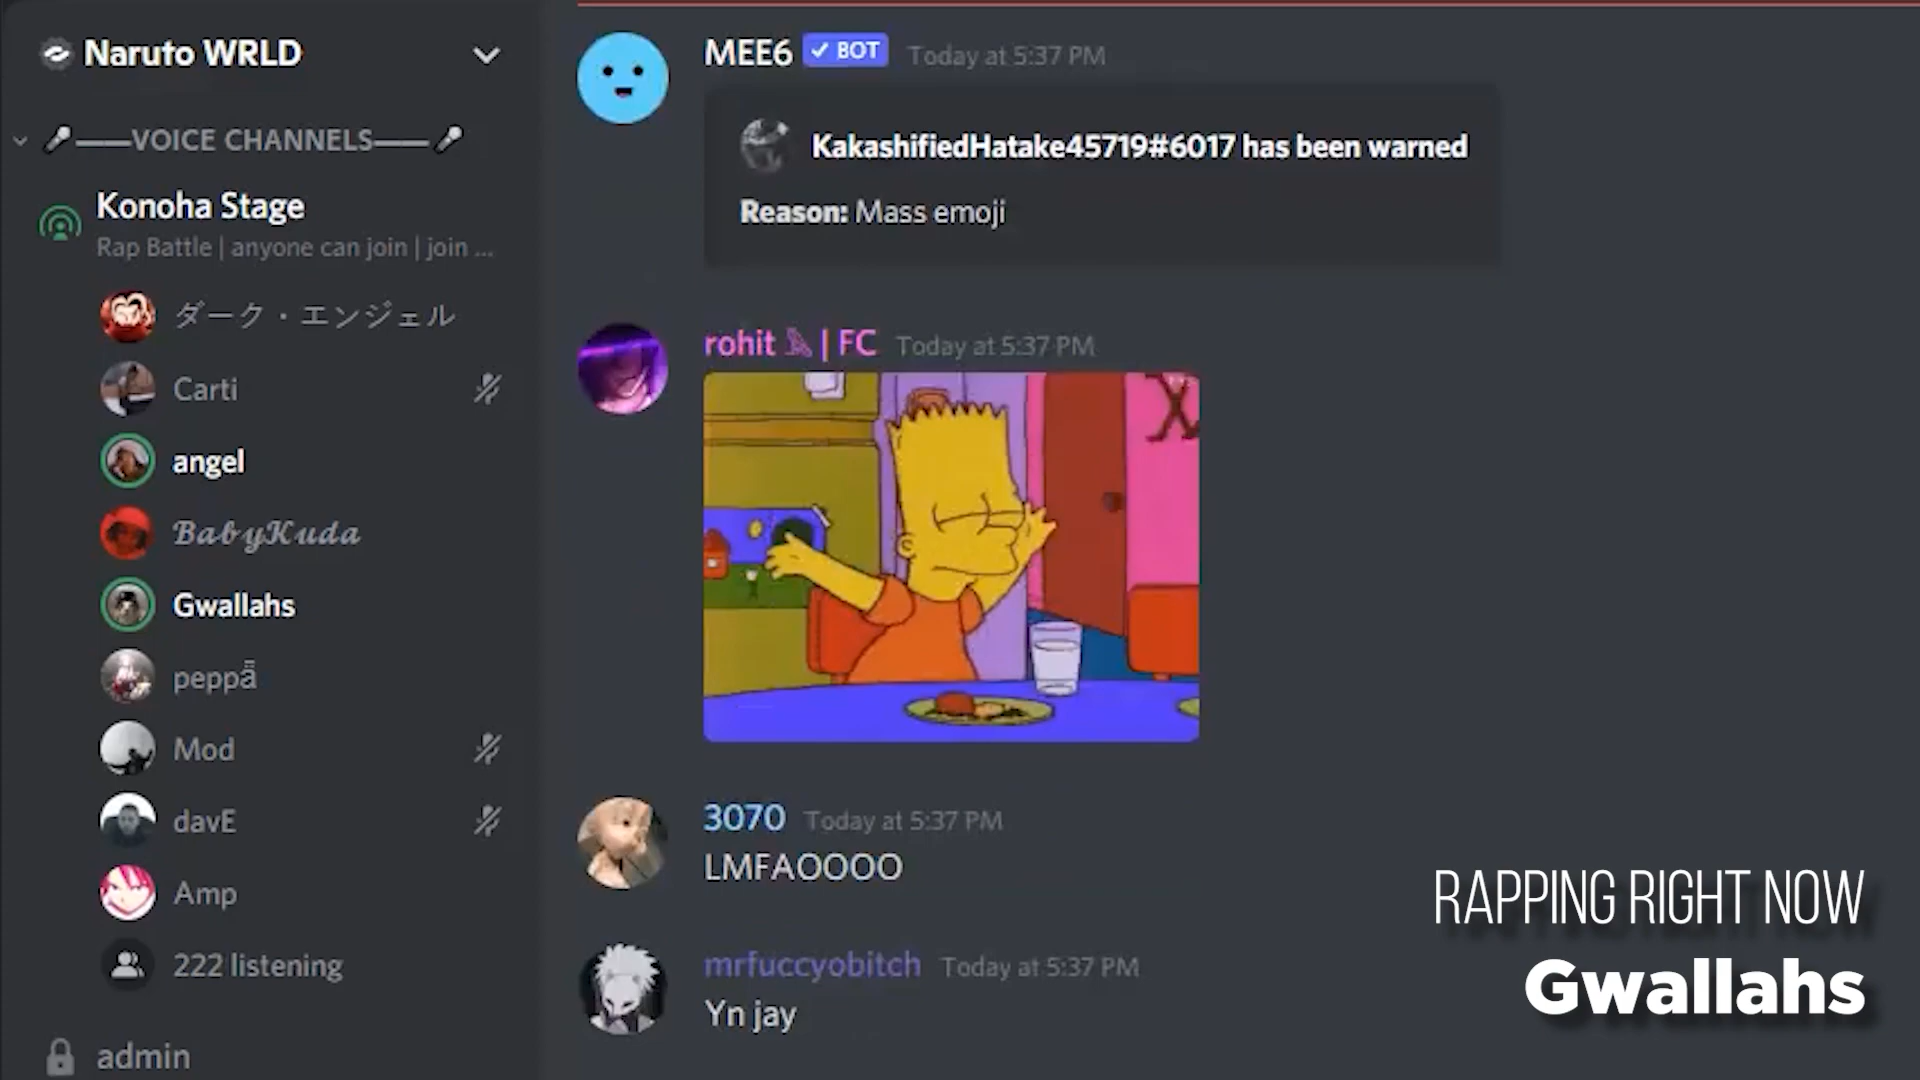 Naruto WRLD
VOICE CHANNELS
Konoha Stage
Rap Battle | anyone can join | join ...
ダーク・エンジェル
Carti
angel
𝓑𝓪𝓫𝔂𝓚𝓾𝓭𝓪
Gwallahs
peppǟ
Mod
davE
Amp
222 listening
admin
MEE6 ✓ BOT Today at 5:37 PM
KakashifiedHatake45719#6017 has been warned
Reason: Mass emoji
rohit | FC Today at 5:37 PM
3070 Today at 5:37 PM
LMFAOOOO
mrfuccyobitch Today at 5:37 PM
Yn jay
RAPPING RIGHT NOW
Gwallahs